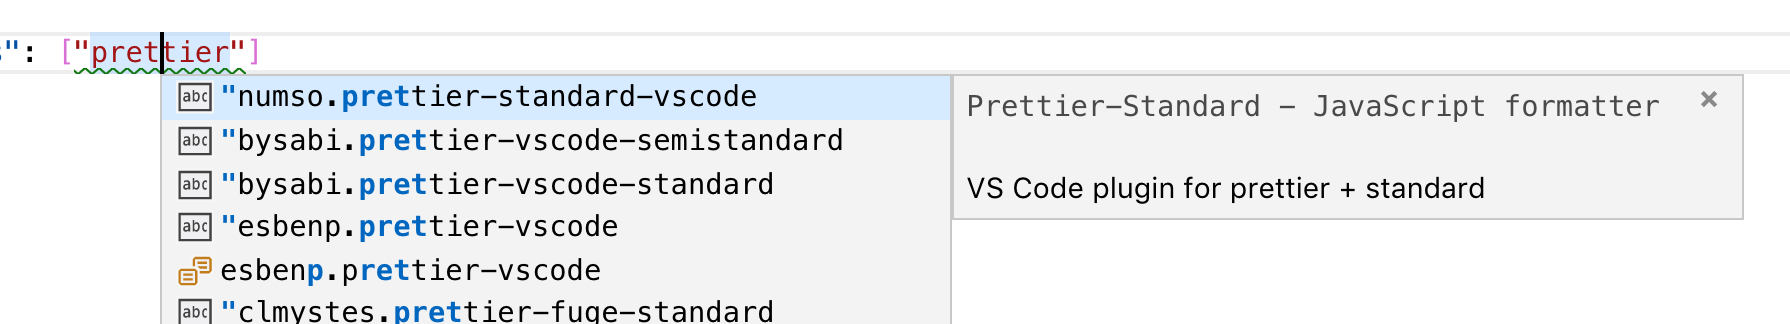 ": ["prettier"]
abc "numso.prettier-standard-vscode
abc "bysabi.prettier-vscode-semistandard
abc "bysabi.prettier-vscode-standard
abc "esbenp.prettier-vscode
esbenp.prettier-vscode
abc "clmystes.prettier-fuge-standard
Prettier-Standard - JavaScript formatter ×
VS Code plugin for prettier + standard